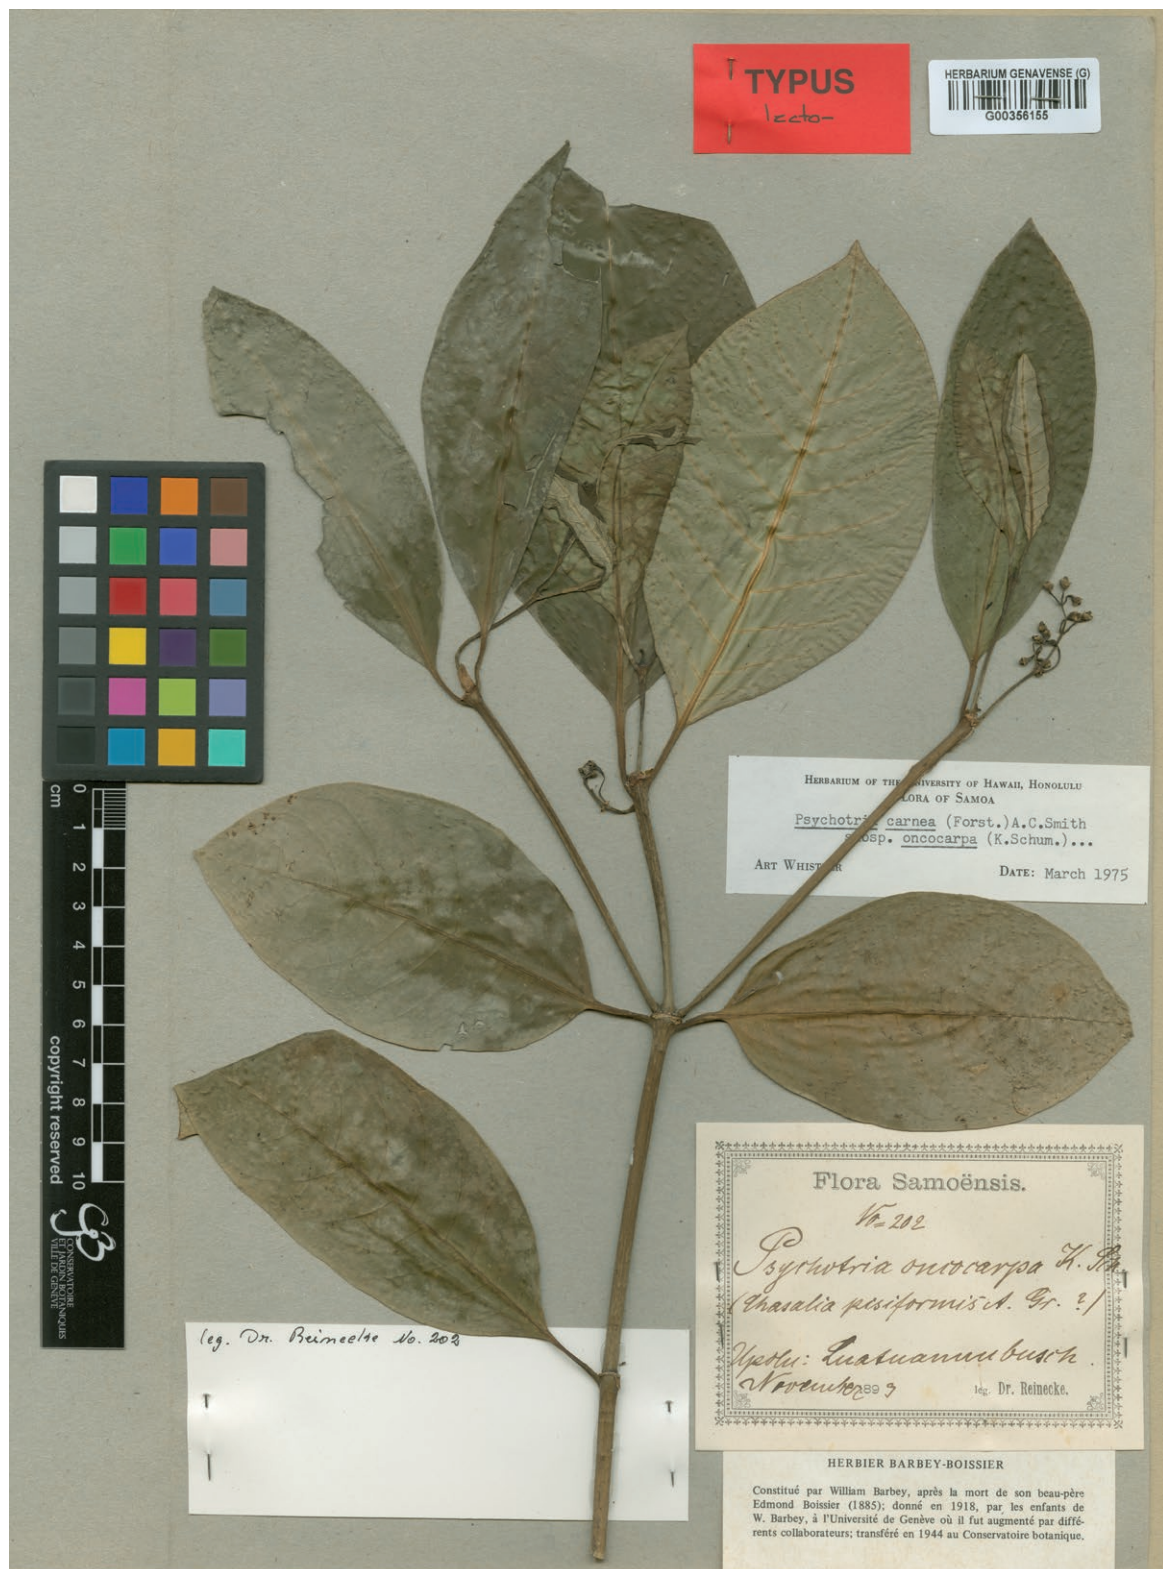 TYPUS
lecto-
HERBARIUM GENAVENSE (G)
G00356155
cm 0 1 2 3 4 5 6 7 8 9 10
copyright reserved
CONSERVATOIRE
ET JARDIN BOTANIQUES
VILLE DE GENÈVE
HERBARIUM OF THE UNIVERSITY OF HAWAII, HONOLULU
FLORA OF SAMOA
Psychotria carnea (Forst.) A.C.Smith
subsp. oncocarpa (K.Schum.)...
ART WHISTLER DATE: March 1975
Flora Samoënsis.
No= 202
Psychotria oncocarpa K. Sch.
(Chasalia pisiformis A. Gr. ?)
Upolu: Luatuanuubusch.
November 1893 leg. Dr. Reinecke.
leg. Dr. Reinecke No. 202
HERBIER BARBEY-BOISSIER
Constitué par William Barbey, après la mort de son beau-père
Edmond Boissier (1885); donné en 1918, par les enfants de
W. Barbey, à l'Université de Genève où il fut augmenté par diffé-
rents collaborateurs; transféré en 1944 au Conservatoire botanique.